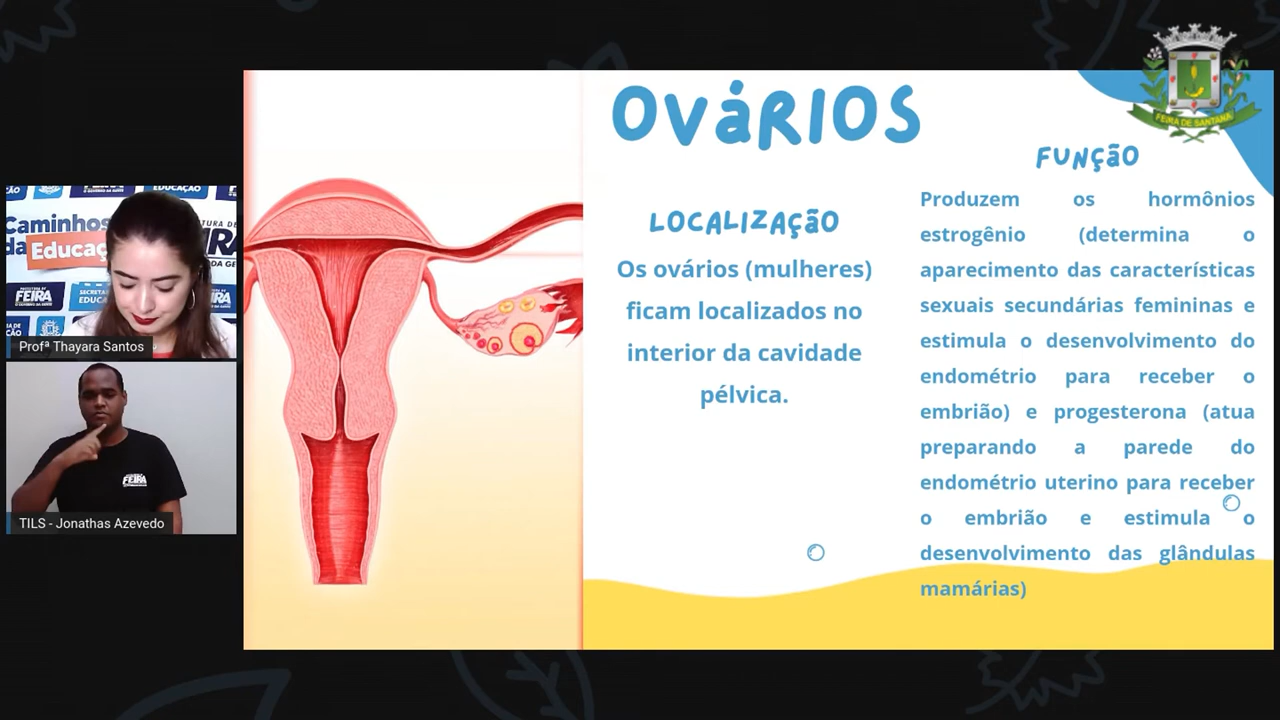 OVÁRIOS
LOCALIZAÇÃO
Os ovários (mulheres)
ficam localizados no
interior da cavidade
pélvica.
FUNÇÃO
Produzem os hormônios
estrogênio (determina o
aparecimento das características
sexuais secundárias femininas e
estimula o desenvolvimento do
endométrio para receber o
embrião) e progesterona (atua
preparando a parede do
endométrio uterino para receber
o embrião e estimula o
desenvolvimento das glândulas
mamárias)
FEIRA DE SANTANA
Caminhos
da Educaç
FEIRA
Profª Thayara Santos
FEIRA
TILS - Jonathas Azevedo